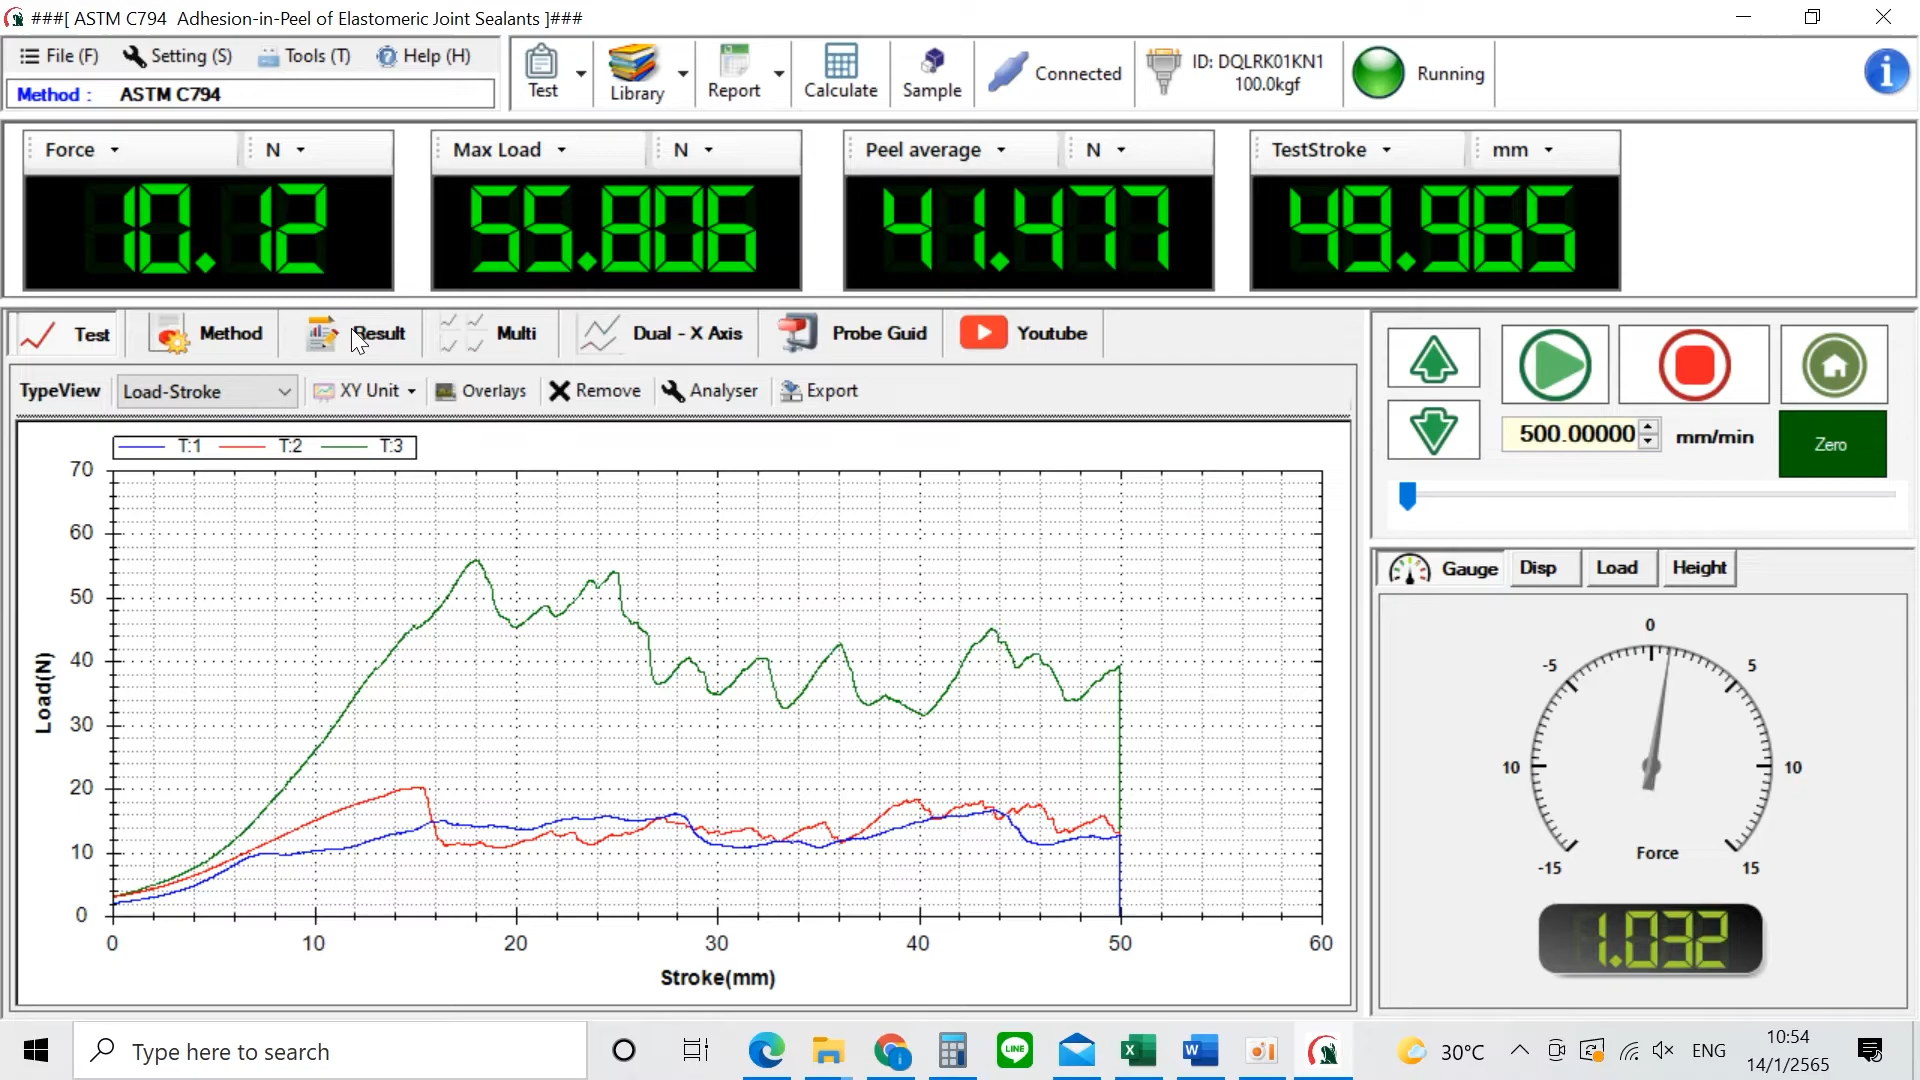 ###[ ASTM C794  Adhesion-in-Peel of Elastomeric Joint Sealants ]###
File (F) Setting (S) Tools (T) Help (H)
Method : ASTM C794
Test Library Report Calculate Sample Connected ID: DQLRK01KN1 100.0kgf Running
Force N Max Load N Peel average N TestStroke mm
10.12 55.806 41.477 49.965
Test Method Result Multi Dual - X Axis Probe Guid Youtube
TypeView Load-Stroke XY Unit Overlays Remove Analyser Export
500.00000 mm/min Zero
T:1 T:2 T:3
70
60
50
40
30
20
10
0
Load(N)
0 10 20 30 40 50 60
Stroke(mm)
Gauge Disp Load Height
0
-5 5
10 10
-15 15
Force
1.032
Type here to search
30°C ENG 10:54
14/1/2565